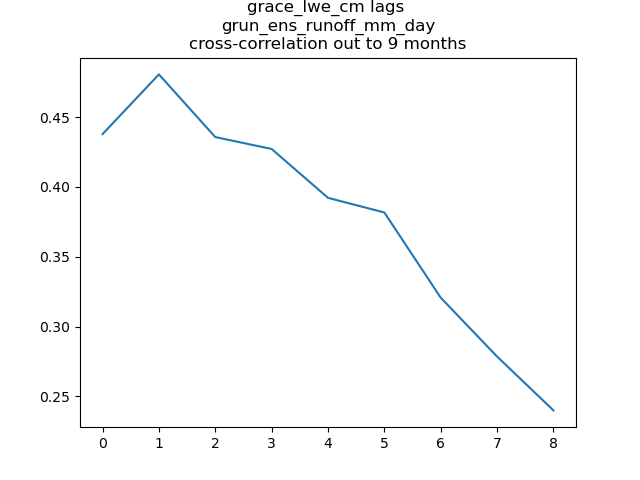 grace_lwe_cm lags
grun_ens_runoff_mm_day
cross-correlation out to 9 months
0.45
0.40
0.35
0.30
0.25
0 1 2 3 4 5 6 7 8